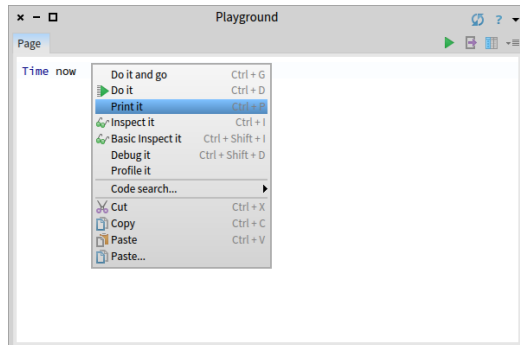 Playground
?
Page
Time now
Do it and go Ctrl + G
Do it Ctrl + D
Print it Ctrl + P
Inspect it Ctrl + I
Basic Inspect it Ctrl + Shift + I
Debug it Ctrl + Shift + D
Profile it
Code search...
Cut Ctrl + X
Copy Ctrl + C
Paste Ctrl + V
Paste...